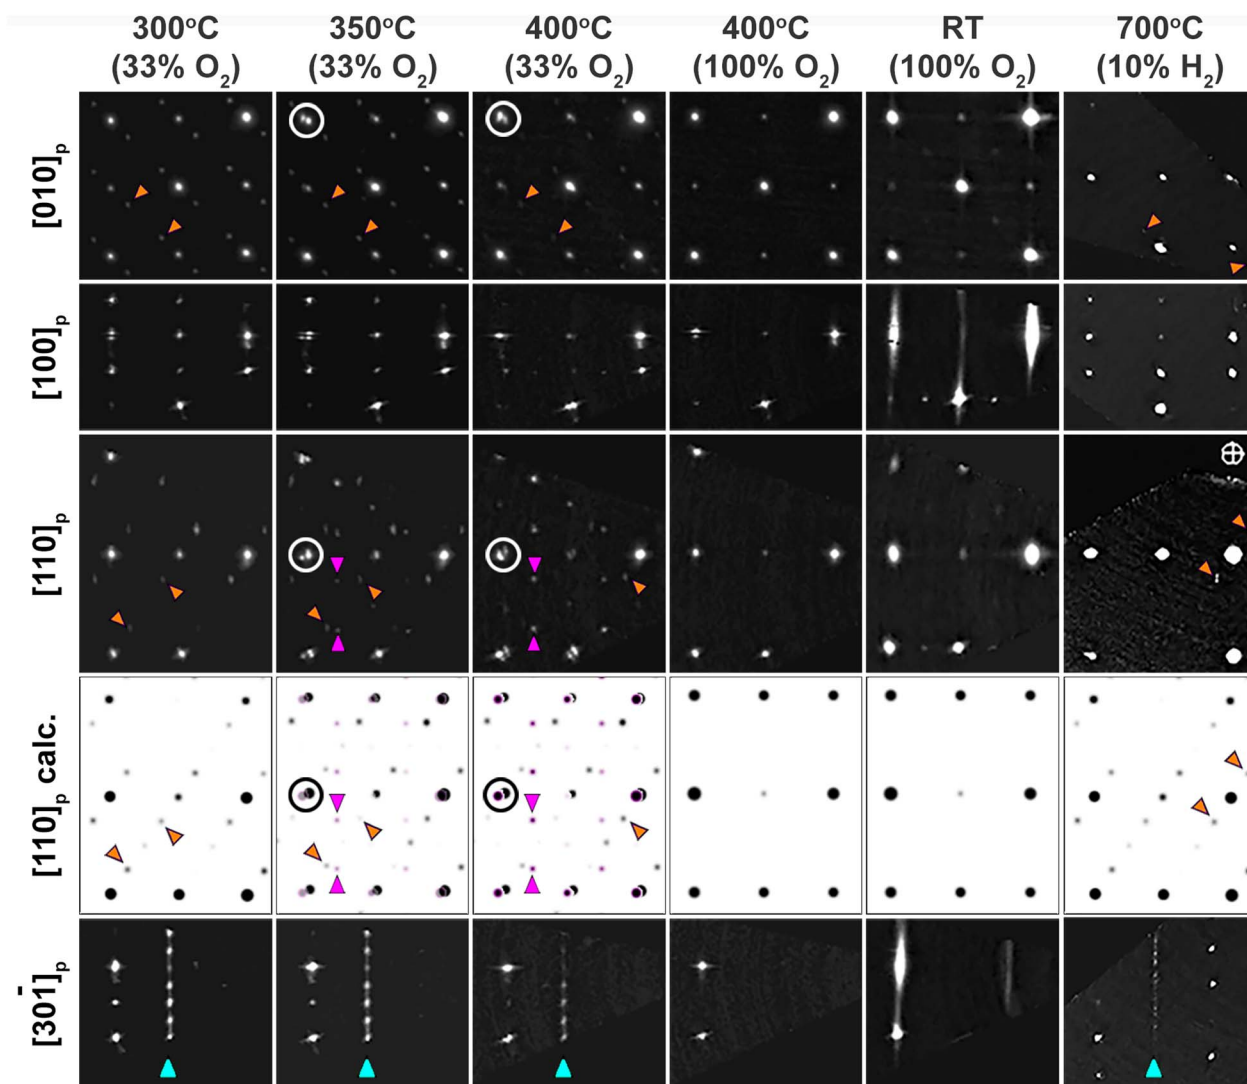 300°C 350°C 400°C 400°C RT 700°C
(33% O₂) (33% O₂) (33% O₂) (100% O₂) (100% O₂) (10% H₂)
[010]ₚ
[100]ₚ
[110]ₚ
[110]ₚ calc.
[301̄]ₚ